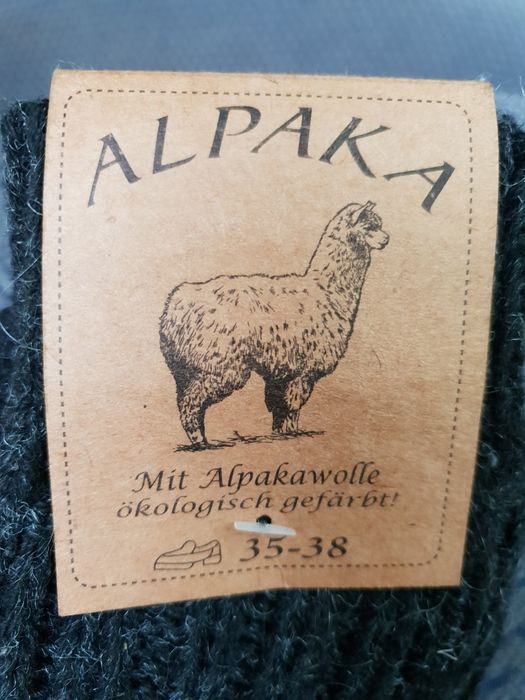 ALPAKA
Mit Alpakawolle
ökologisch gefärbt!
35-38